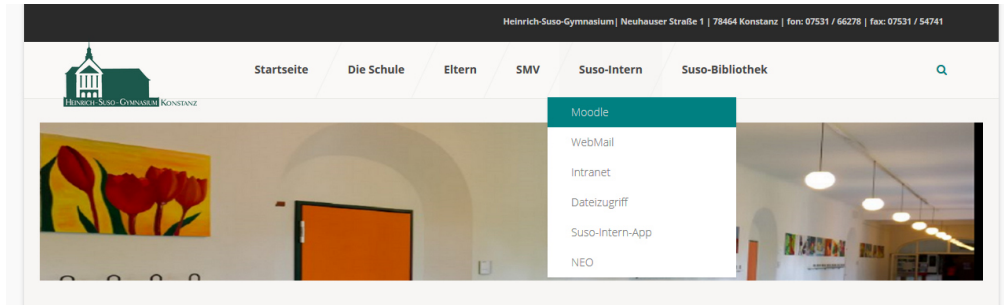 Heinrich-Suso-Gymnasium| Neuhauser Straße 1 | 78464 Konstanz | fon: 07531 / 66278 | fax: 07531 / 54741
Heinrich-Suso-Gymnasium Konstanz
Startseite Die Schule Eltern SMV Suso-Intern Suso-Bibliothek
Moodle
WebMail
Intranet
Dateizugriff
Suso-Intern-App
NEO